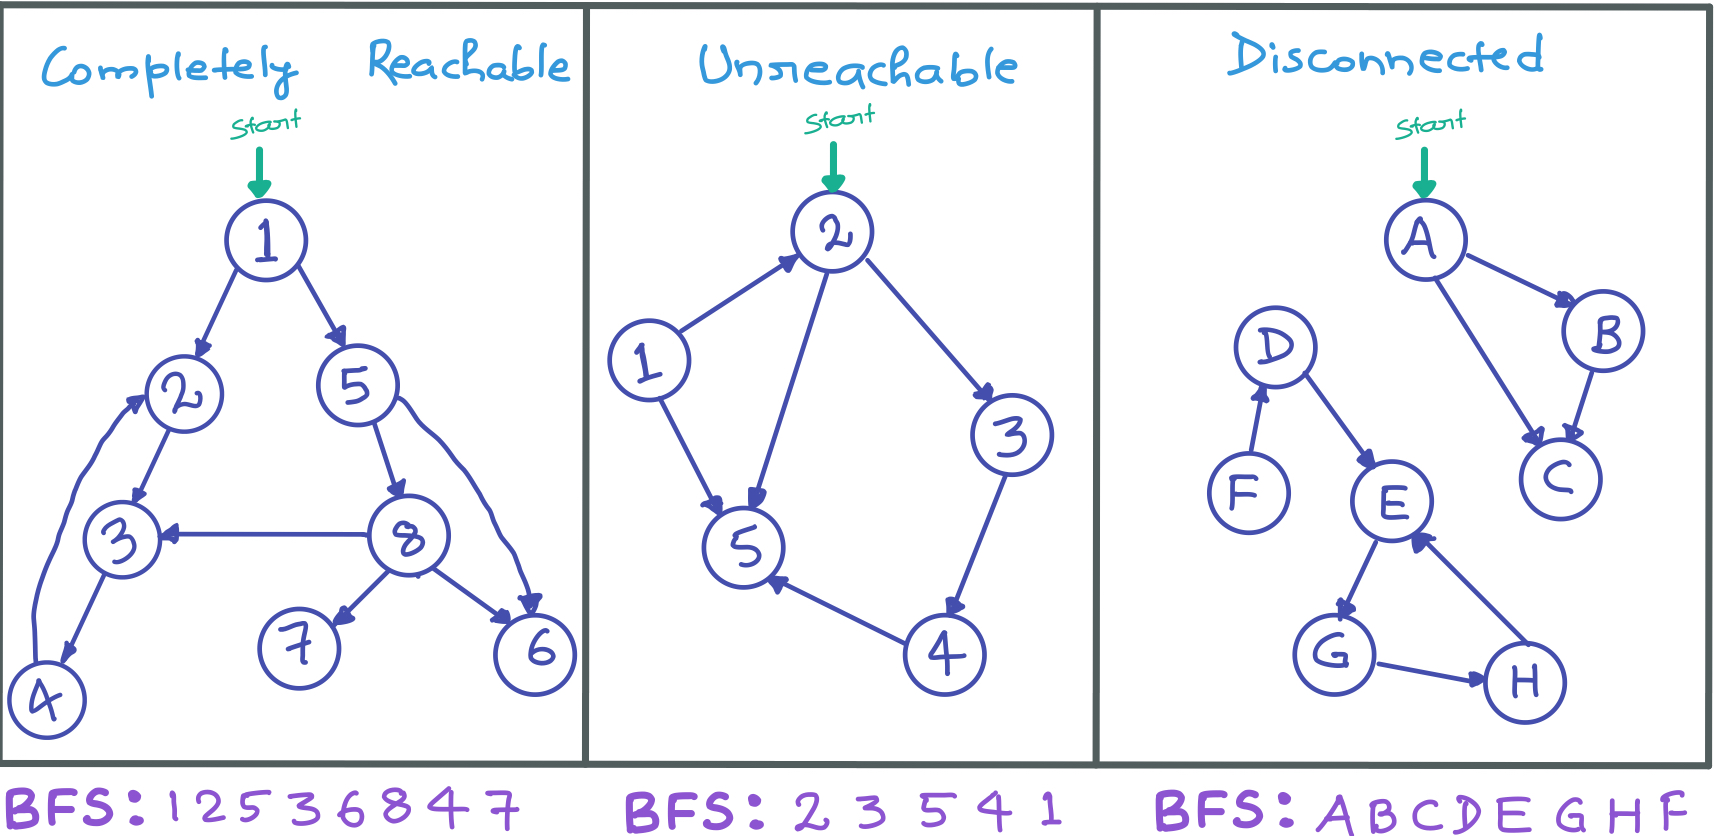 Completely Reachable
Start
1
2
5
3
8
7
6
4
BFS: 1 2 5 3 6 8 4 7
Unreachable
Start
2
1
3
5
4
BFS: 2 3 5 4 1
Disconnected
Start
A
B
D
C
F
E
G
H
BFS: A B C D E G H F